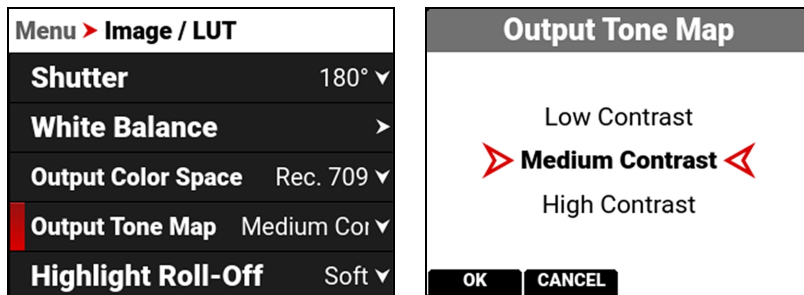 Menu > Image / LUT
Shutter 180°
White Balance
Output Color Space Rec. 709
Output Tone Map Medium Cor
Highlight Roll-Off Soft
Output Tone Map
Low Contrast
Medium Contrast
High Contrast
OK CANCEL